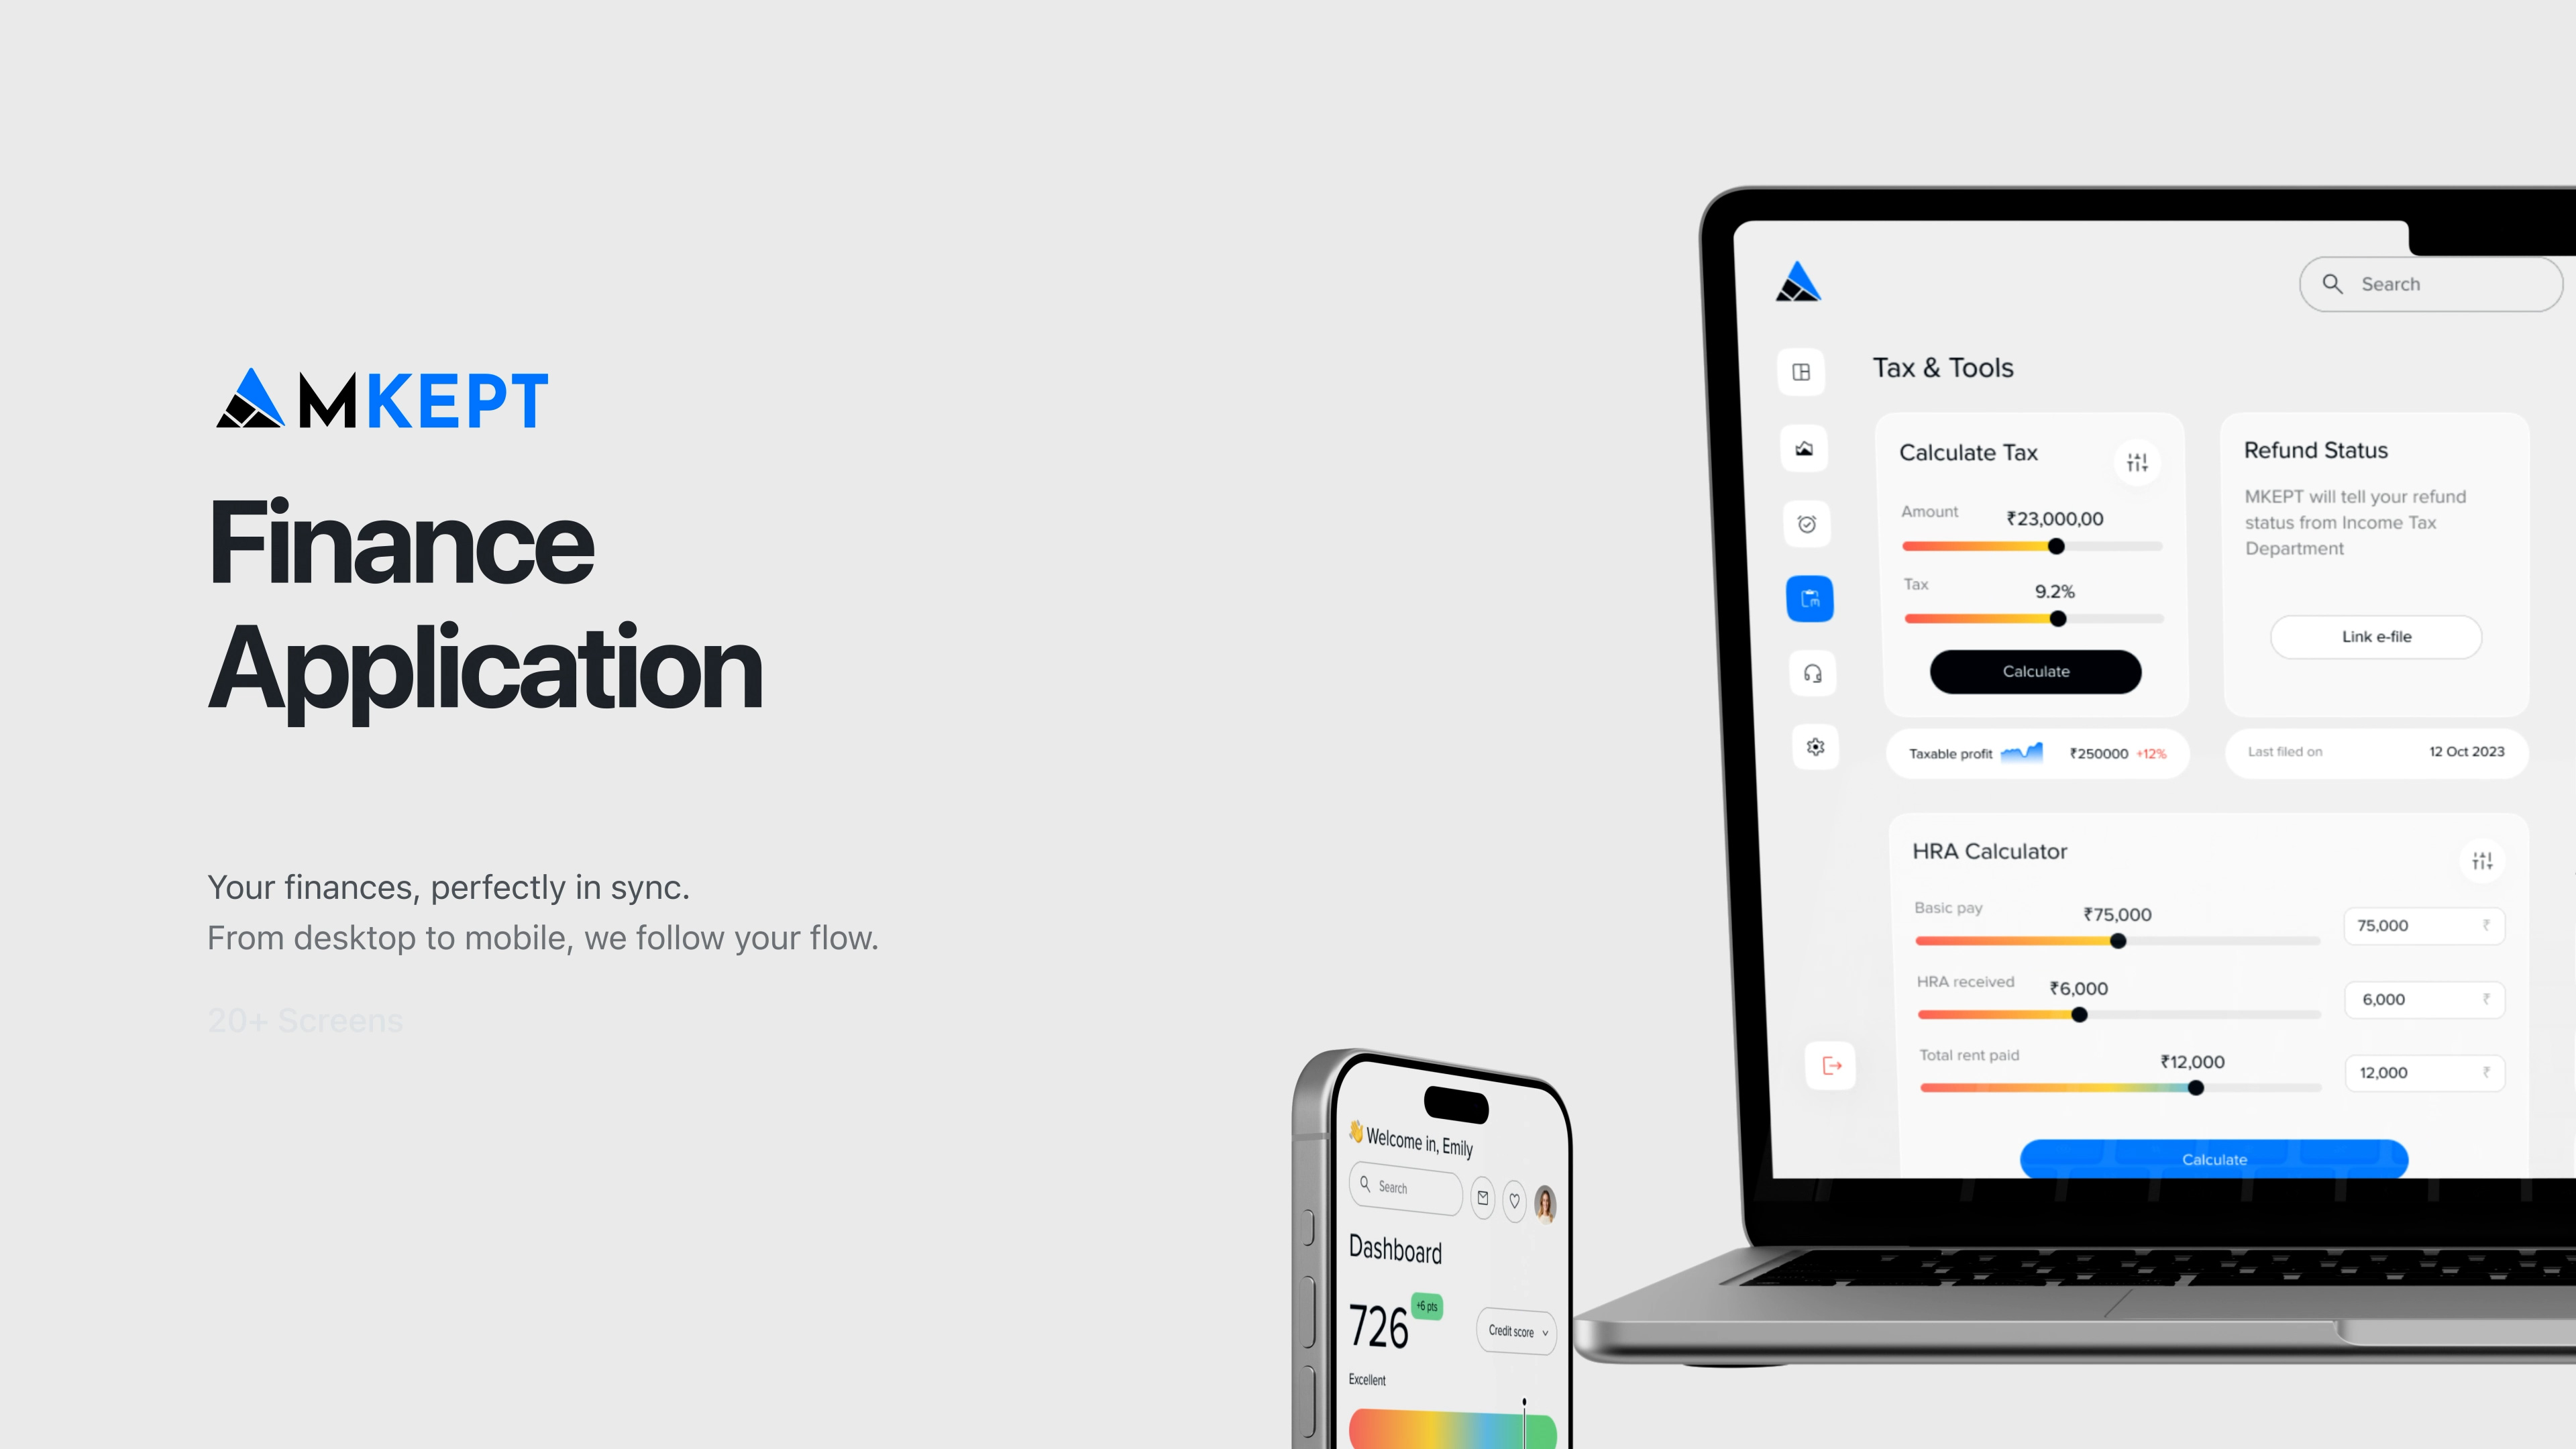 MKEPT
Finance
Application
Your finances, perfectly in sync.
From desktop to mobile, we follow your flow.
20+ Screens
Search
Tax & Tools
Calculate Tax
Amount
₹23,000,00
Tax
9.2%
Calculate
Taxable profit ₹250000 +12%
Refund Status
MKEPT will tell your refund
status from Income Tax
Department
Link e-file
Last filed on 12 Oct 2023
HRA Calculator
Basic pay
₹75,000
75,000 ₹
HRA received
₹6,000
6,000 ₹
Total rent paid
₹12,000
12,000 ₹
Calculate
👋 Welcome in, Emily
Search
Dashboard
726 +6 pts
Credit score
Excellent